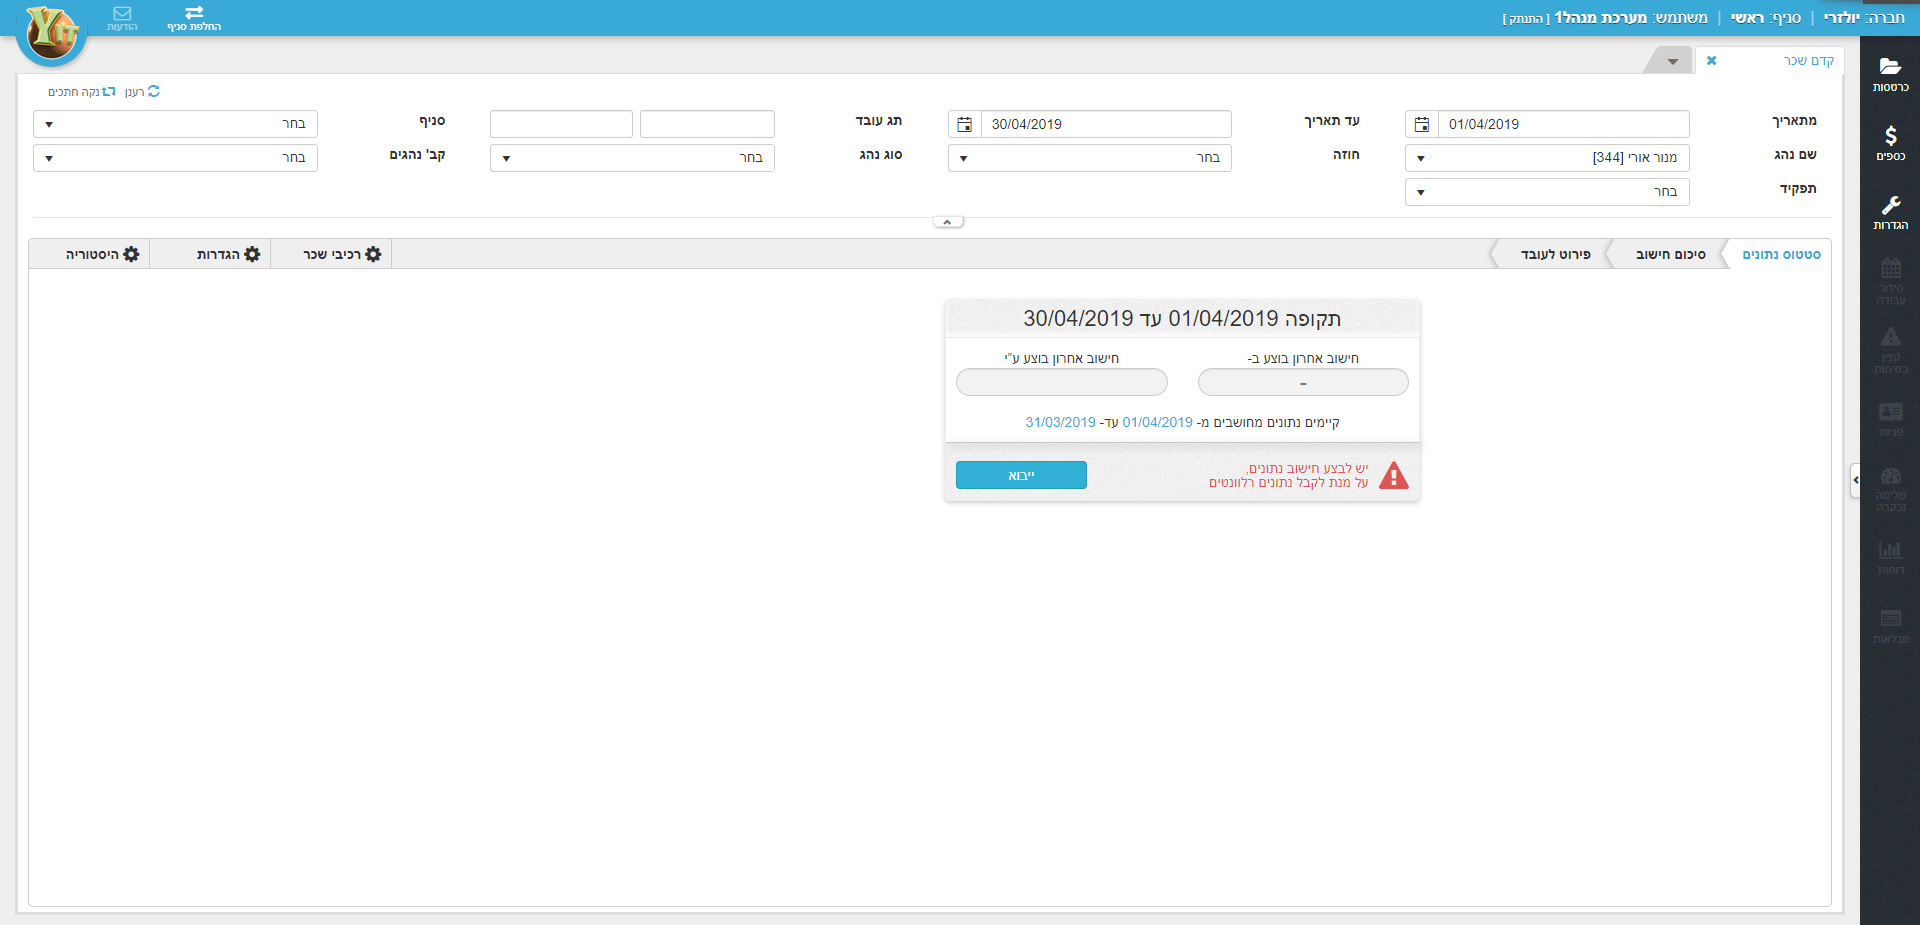 חברה: יולזרי | סניף: ראשי | משתמש: מערכת מנהל1 [ התנתק ]
החלפת סניף
הודעות
YIT
קדם שכר
רענן
נקה חתכים
מתאריך 01/04/2019 עד תאריך 30/04/2019 תג עובד סניף בחר
שם נהג מנור אורי [344] חוזה בחר סוג נהג בחר קב' נהגים בחר
תפקיד בחר
סטטוס נתונים סיכום חישוב פירוט לעובד רכיבי שכר הגדרות היסטוריה
תקופה 01/04/2019 עד 30/04/2019
חישוב אחרון בוצע ב- חישוב אחרון בוצע ע"י
–
קיימים נתונים מחושבים מ- 01/04/2019 עד- 31/03/2019
יש לבצע חישוב נתונים,
על מנת לקבל נתונים רלוונטים
ייבוא
כרטסות
כספים
הגדרות
סידור
עבודה
קצין
בטיחות
פניות
שליטה
ובקרה
דוחות
טבלאות